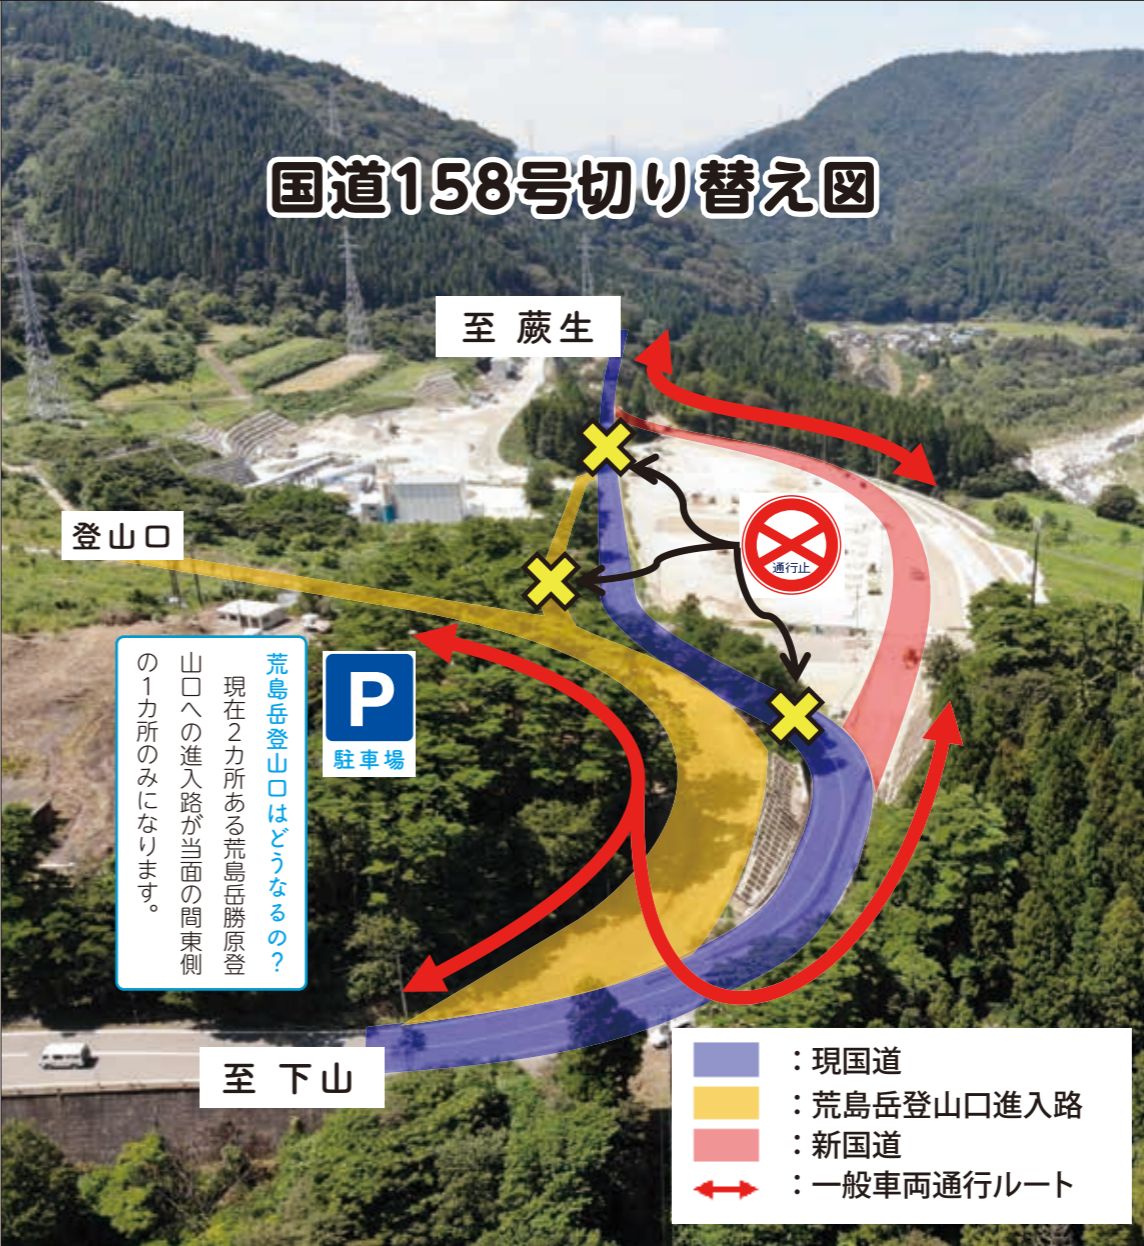 国道158号切り替え図
至 蕨生
登山口
通行止
荒島岳登山口はどうなるの？
現在2カ所ある荒島岳勝原登
山口への進入路が当面の間東側
の1カ所のみになります。
P
駐車場
至 下山
：現国道
：荒島岳登山口進入路
：新国道
：一般車両通行ルート